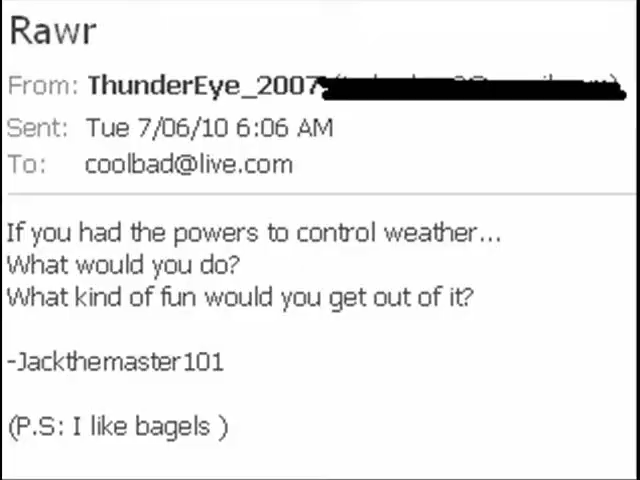 Rawr
From: ThunderEye_2007
Sent: Tue 7/06/10 6:06 AM
To: coolbad@live.com
If you had the powers to control weather...
What would you do?
What kind of fun would you get out of it?
-Jackthemaster101
(P.S: I like bagels )